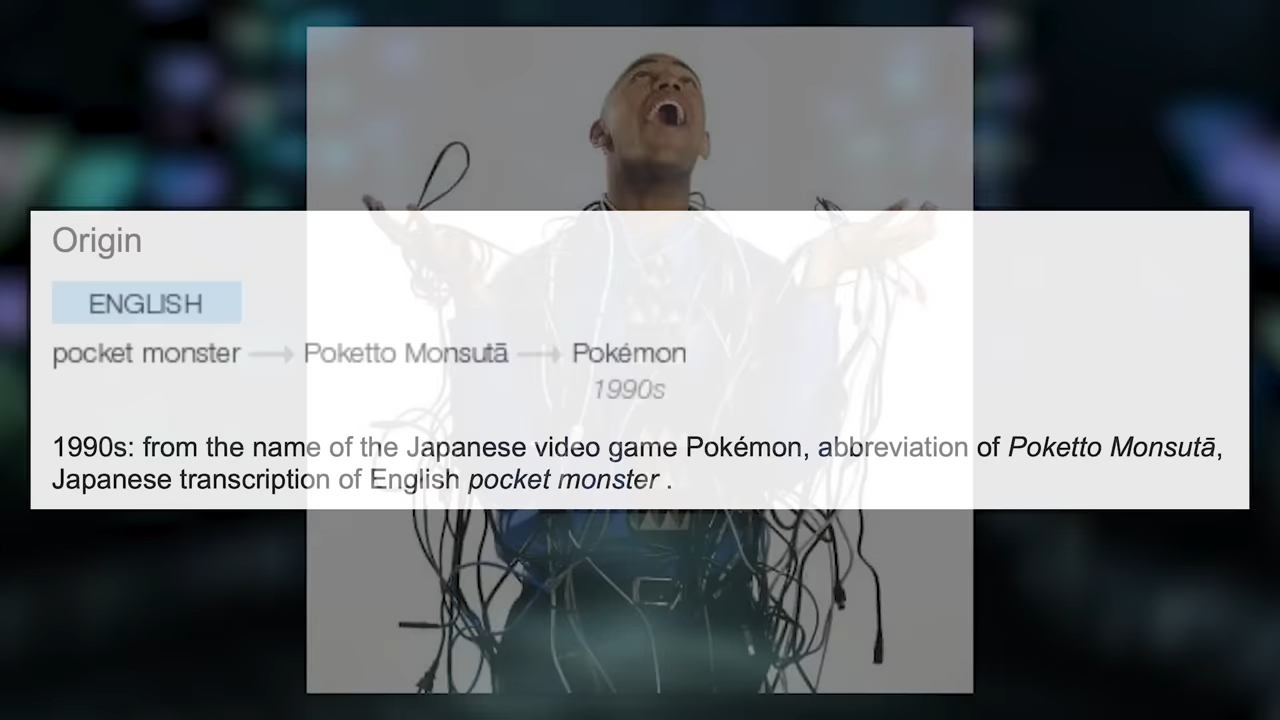 Origin
ENGLISH
pocket monster → Poketto Monsutā → Pokémon
1990s
1990s: from the name of the Japanese video game Pokémon, abbreviation of Poketto Monsutā,
Japanese transcription of English pocket monster .